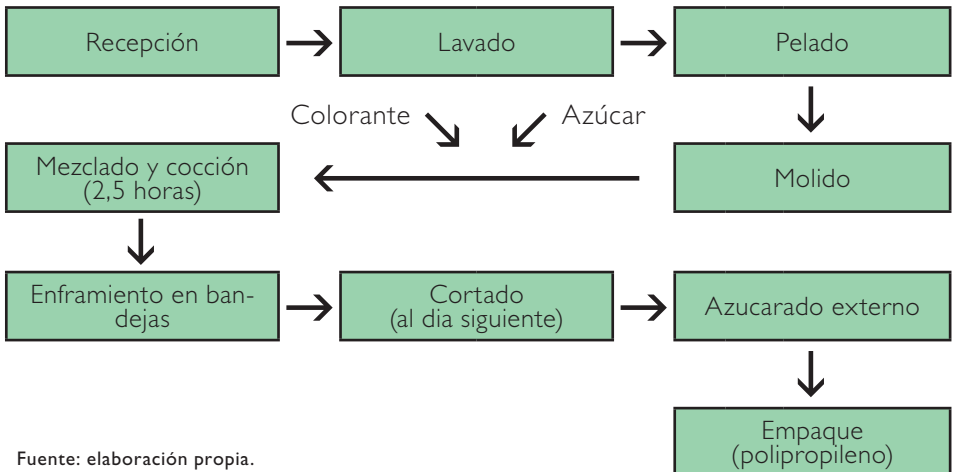 Recepción
Lavado
Pelado
Colorante
Azúcar
Mezclado y cocción
(2,5 horas)
Molido
Enframiento en ban-
dejas
Cortado
(al dia siguiente)
Azucarado externo
Empaque
(polipropileno)
Fuente: elaboración propia.